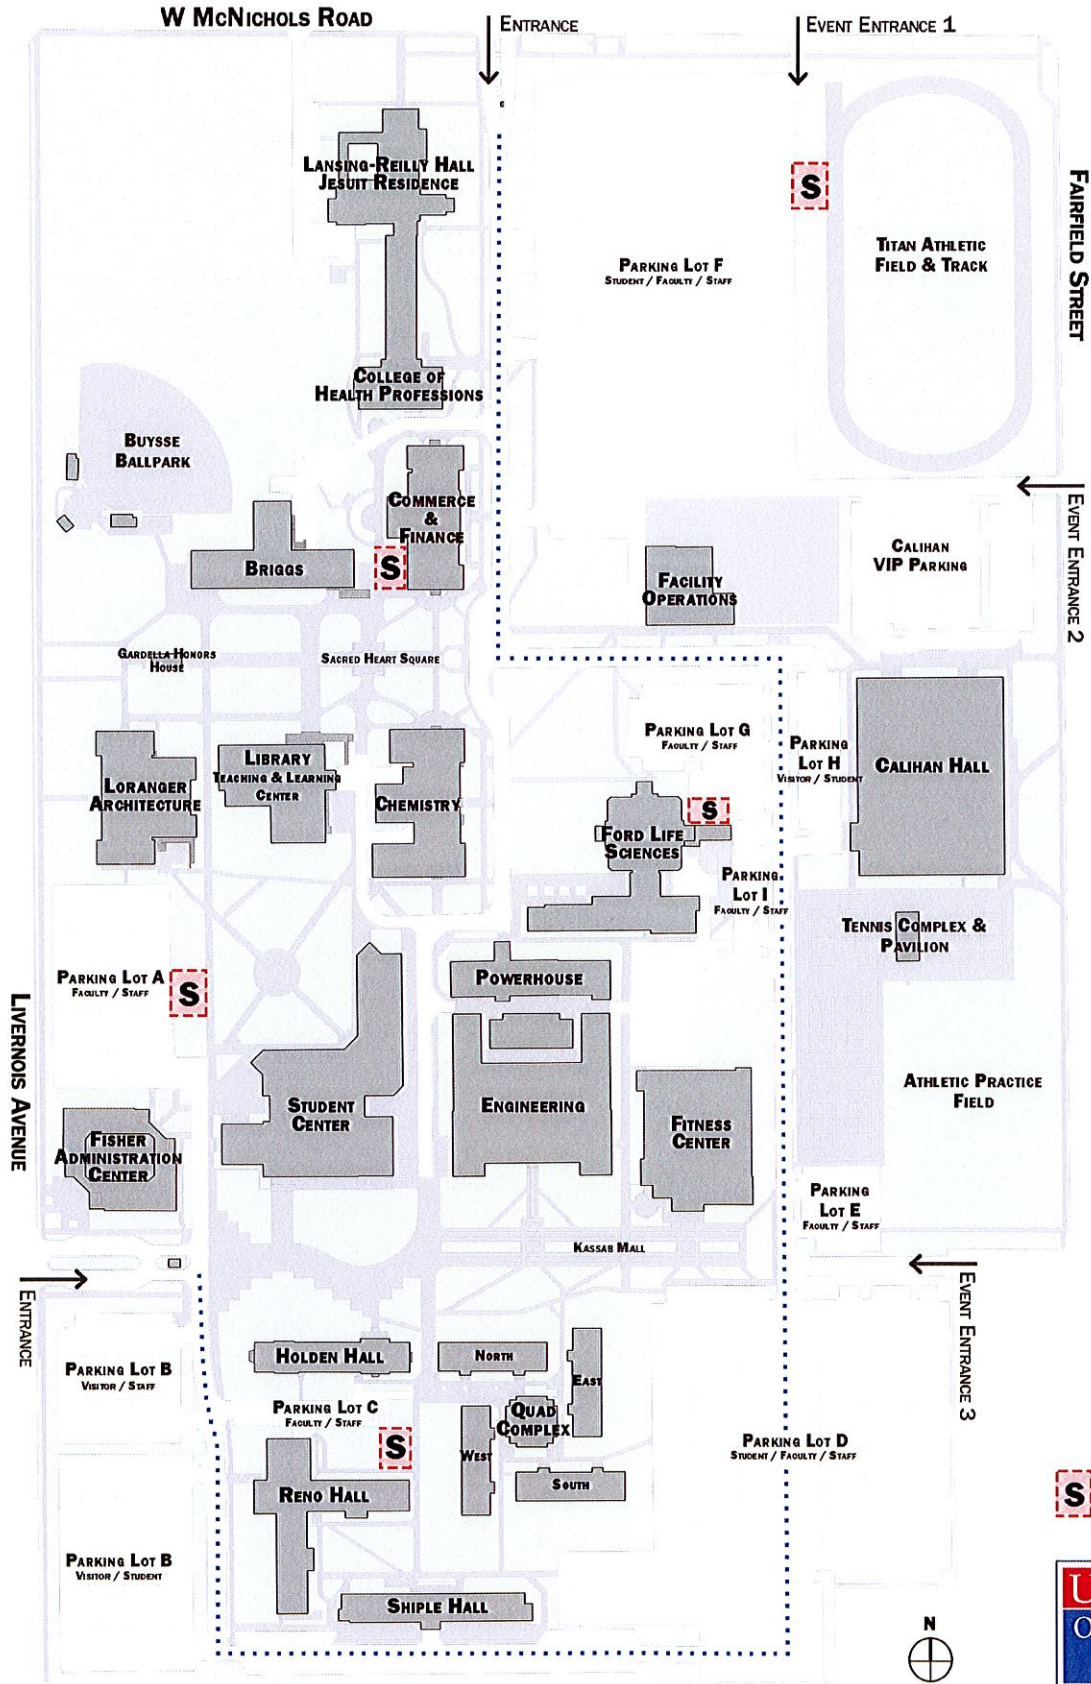 W McNichols Road
Entrance
Event Entrance 1
Lansing-Reilly Hall
Jesuit Residence
S
Fairfield Street
Titan Athletic
Field & Track
Parking Lot F
Student / Faculty / Staff
College of
Health Professions
Buysse
Ballpark
Commerce
&
Finance
Event Entrance 2
Calihan
VIP Parking
Briggs
S
Facility
Operations
Gardella Honors
House
Sacred Heart Square
Parking Lot G
Faculty / Staff
Parking
Lot H
Visitor / Student
Calihan Hall
Loranger
Architecture
Library
Teaching & Learning
Center
Chemistry
S
Ford Life
Sciences
Parking
Lot I
Faculty / Staff
Tennis Complex &
Pavilion
Parking Lot A
Faculty / Staff
S
Powerhouse
Livernois Avenue
Student
Center
Engineering
Fitness
Center
Athletic Practice
Field
Fisher
Administration
Center
Parking
Lot E
Faculty / Staff
Kassab Mall
Entrance
Event Entrance 3
Parking Lot B
Visitor / Staff
Holden Hall
North
East
Parking Lot C
Faculty / Staff
S
Quad
Complex
West
South
Parking Lot D
Student / Faculty / Staff
Reno Hall
S
Parking Lot B
Visitor / Student
Shiple Hall
N
U
O